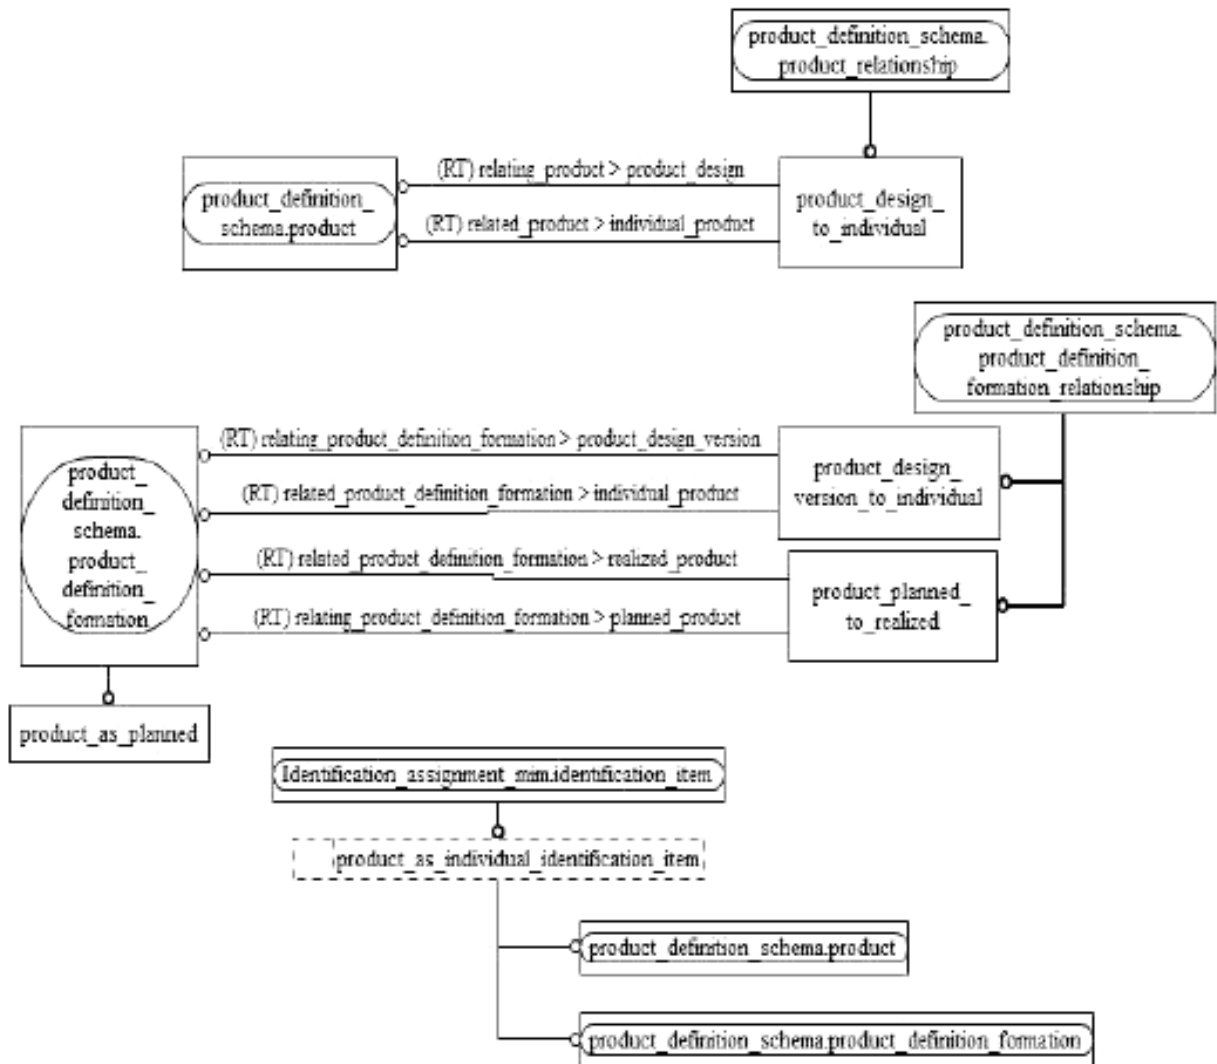 product_definition_schema.
product_relationship
(RT) relating_product > product_design
product_definition_
schema.product
product_design_
to_individual
(RT) related_product > individual_product
product_definition_schema.
product_definition_
formation_relationship
(RT) relating_product_definition_formation > product_design_version
product_
definition_
schema.
product_
definition_
formation
product_design_
version_to_individual
(RT) related_product_definition_formation > individual_product
(RT) related_product_definition_formation > realized_product
product_planned_
to_realized
(RT) relating_product_definition_formation > planned_product
product_as_planned
Identification_assignment_mim.identification_item
product_as_individual_identification_item
product_definition_schema.product
product_definition_schema.product_definition_formation